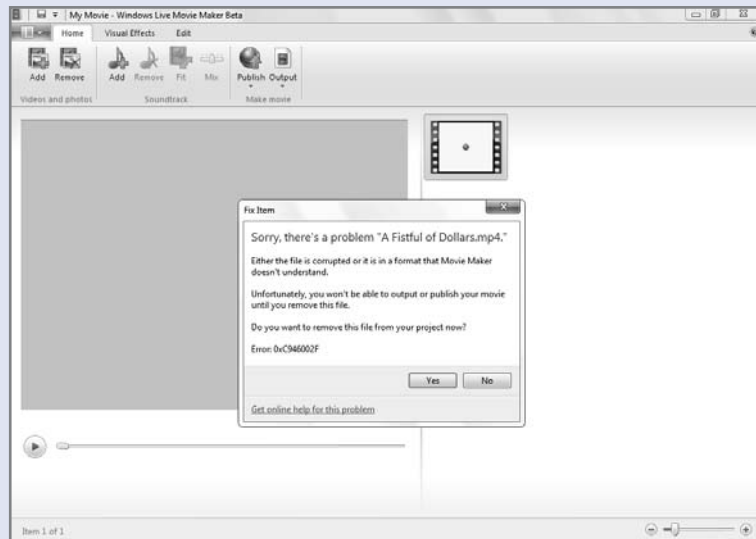 My Movie - Windows Live Movie Maker Beta
Home Visual Effects Edit
Add Remove Add Remove Fit Mix Publish Output
Videos and photos Soundtrack Make movie
Fix Item
Sorry, there's a problem "A Fistful of Dollars.mp4."
Either the file is corrupted or it is in a format that Movie Maker
doesn't understand.
Unfortunately, you won't be able to output or publish your movie
until you remove this file.
Do you want to remove this file from your project now?
Error: 0xC946002F
Yes No
Get online help for this problem
Item 1 of 1